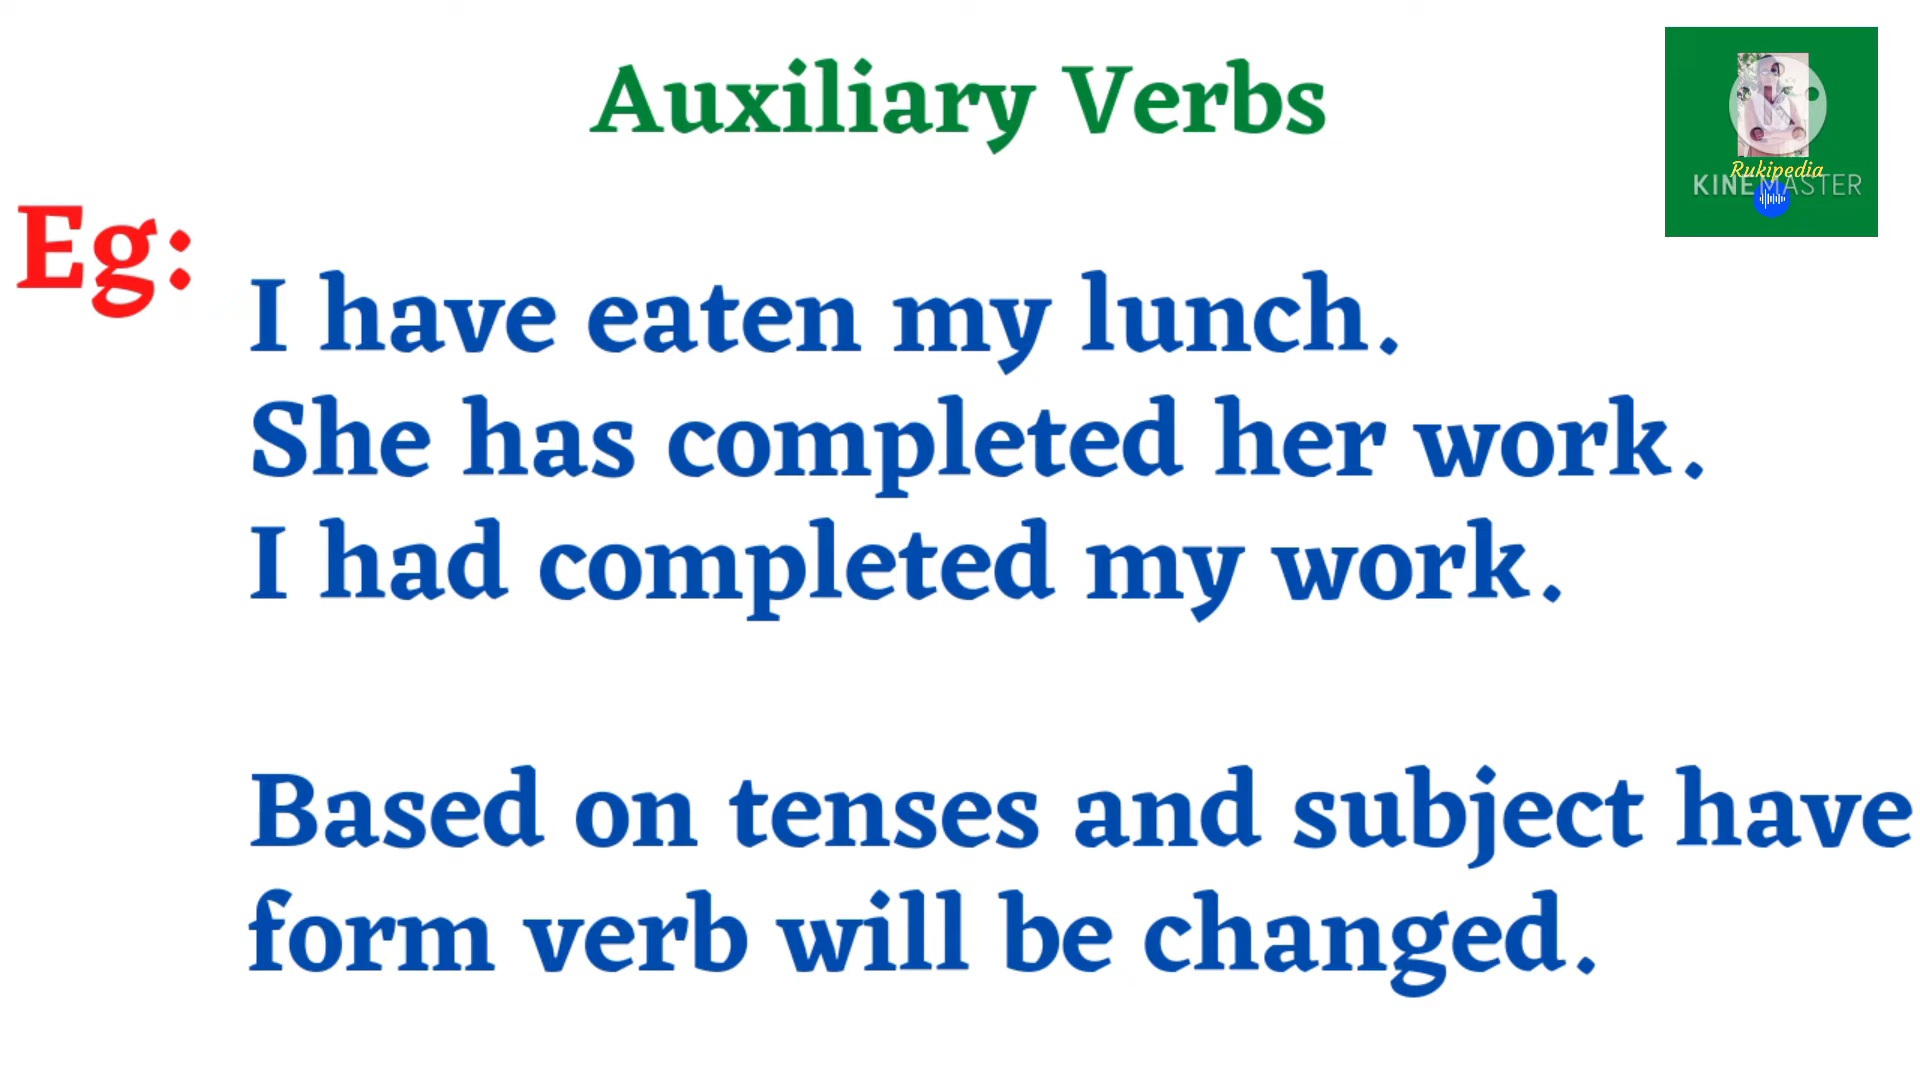 Auxiliary Verbs
Rukipedia
KINEMASTER
Eg:
I have eaten my lunch.
She has completed her work.
I had completed my work.
Based on tenses and subject have
form verb will be changed.